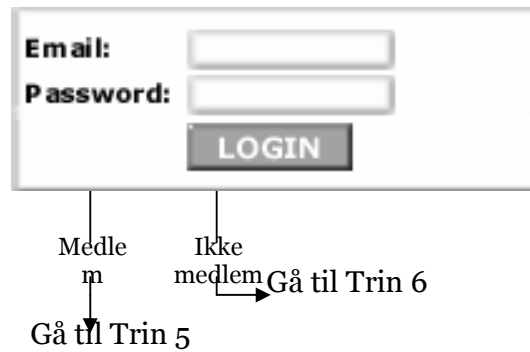 Email:
Password:
LOGIN
Medle
m
Ikke
medlem
Gå til Trin 6
Gå til Trin 5